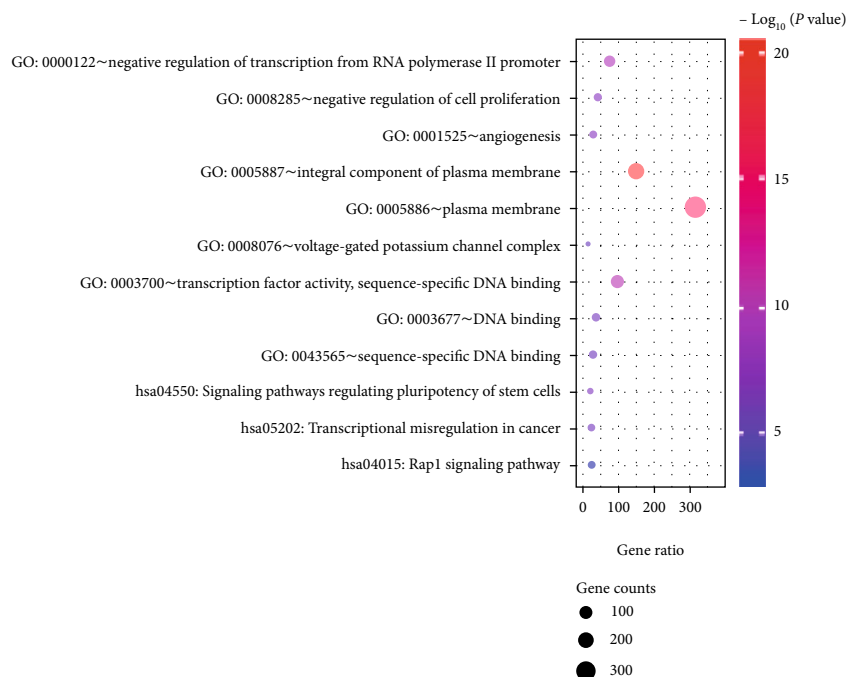 – Log10 (P value)
GO: 0000122~negative regulation of transcription from RNA polymerase II promoter
GO: 0008285~negative regulation of cell proliferation
GO: 0001525~angiogenesis
GO: 0005887~integral component of plasma membrane
GO: 0005886~plasma membrane
GO: 0008076~voltage-gated potassium channel complex
GO: 0003700~transcription factor activity, sequence-specific DNA binding
GO: 0003677~DNA binding
GO: 0043565~sequence-specific DNA binding
hsa04550: Signaling pathways regulating pluripotency of stem cells
hsa05202: Transcriptional misregulation in cancer
hsa04015: Rap1 signaling pathway
20
15
10
5
0 100 200 300
Gene ratio
Gene counts
100
200
300